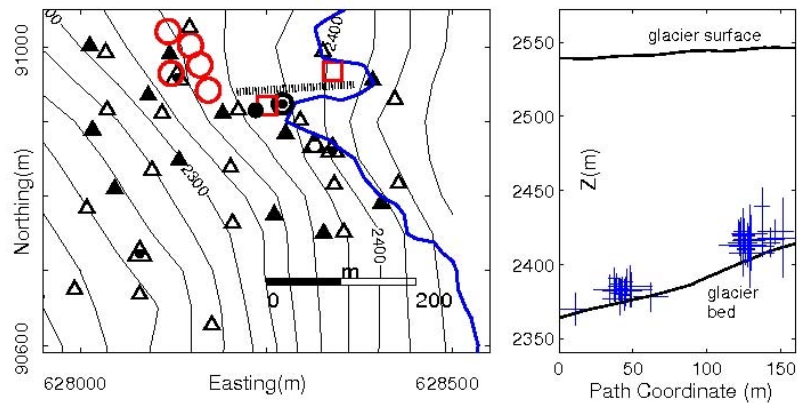 00
2400
2300
2400
m
0 200
91000
90600
Northing(m)
628000 Easting(m) 628500
2550
2500
2450
2400
2350
Z(m)
glacier surface
glacier
bed
0 50 100 150
Path Coordinate (m)